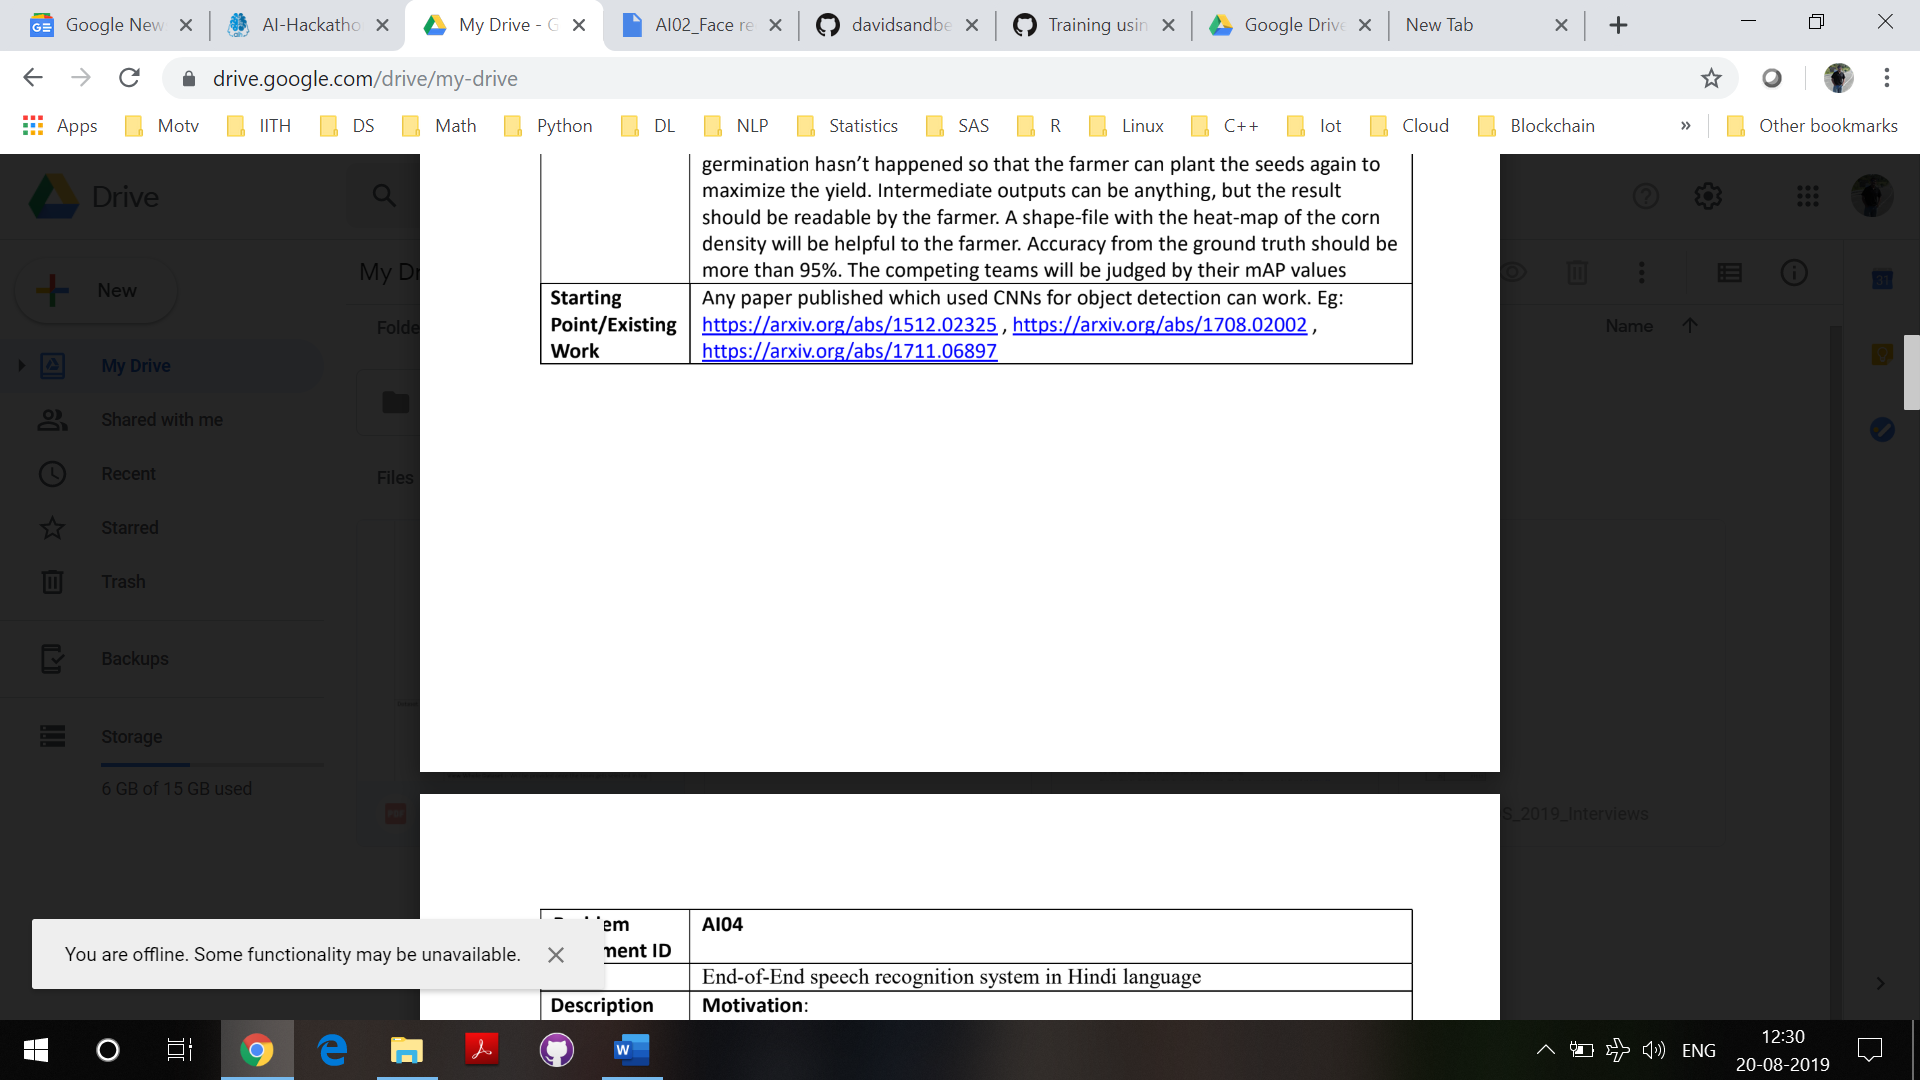 Google New
AI-Hackatho
My Drive - G
AI02_Face re
davidsandbe
Training usin
Google Drive
New Tab
drive.google.com/drive/my-drive
Apps
Motv
IITH
DS
Math
Python
DL
NLP
Statistics
SAS
R
Linux
C++
Iot
Cloud
Blockchain
»
Other bookmarks
Drive
New
My Drive
Shared with me
Recent
Starred
Trash
Backups
Storage
6 GB of 15 GB used
My Dr
Folde
Files
Name
S_2019_Interviews
germination hasn't happened so that the farmer can plant the seeds again to
maximize the yield. Intermediate outputs can be anything, but the result
should be readable by the farmer. A shape-file with the heat-map of the corn
density will be helpful to the farmer. Accuracy from the ground truth should be
more than 95%. The competing teams will be judged by their mAP values
Starting
Point/Existing
Work
Any paper published which used CNNs for object detection can work. Eg:
https://arxiv.org/abs/1512.02325 , https://arxiv.org/abs/1708.02002 ,
https://arxiv.org/abs/1711.06897
em
ment ID
AI04
End-of-End speech recognition system in Hindi language
Description
Motivation:
You are offline. Some functionality may be unavailable.
ENG
12:30
20-08-2019